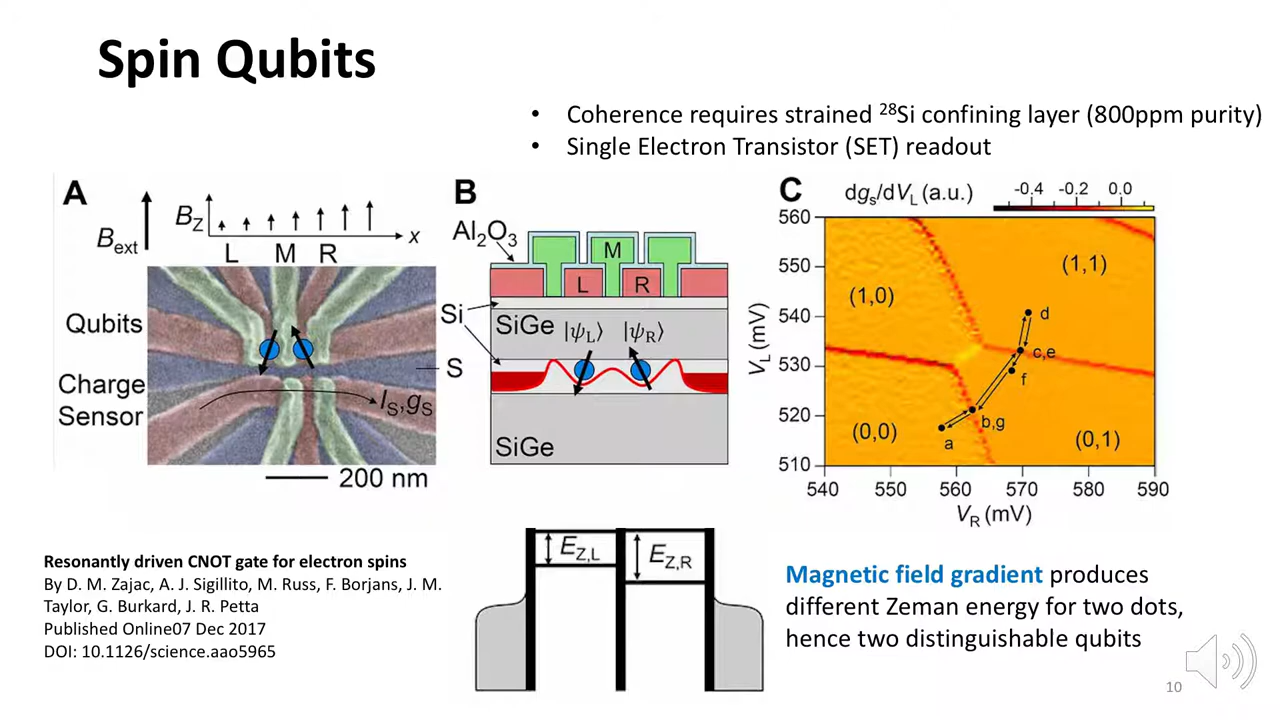 Spin Qubits
• Coherence requires strained ²⁸Si confining layer (800ppm purity)
• Single Electron Transistor (SET) readout
A
B_ext
B_Z
x
L M R
Qubits
Charge
Sensor
S
I_S,g_S
200 nm
B
Al₂O₃
M
L R
Si
SiGe
|ψ_L⟩ |ψ_R⟩
SiGe
C
dg_s/dV_L (a.u.)
-0.4 -0.2 0.0
560
550
540
530
520
510
V_L (mV)
(1,0)
(1,1)
(0,0)
(0,1)
d
c,e
f
b,g
a
540 550 560 570 580 590
V_R (mV)
E_Z,L
E_Z,R
Resonantly driven CNOT gate for electron spins
By D. M. Zajac, A. J. Sigillito, M. Russ, F. Borjans, J. M.
Taylor, G. Burkard, J. R. Petta
Published Online07 Dec 2017
DOI: 10.1126/science.aao5965
Magnetic field gradient produces
different Zeman energy for two dots,
hence two distinguishable qubits
10